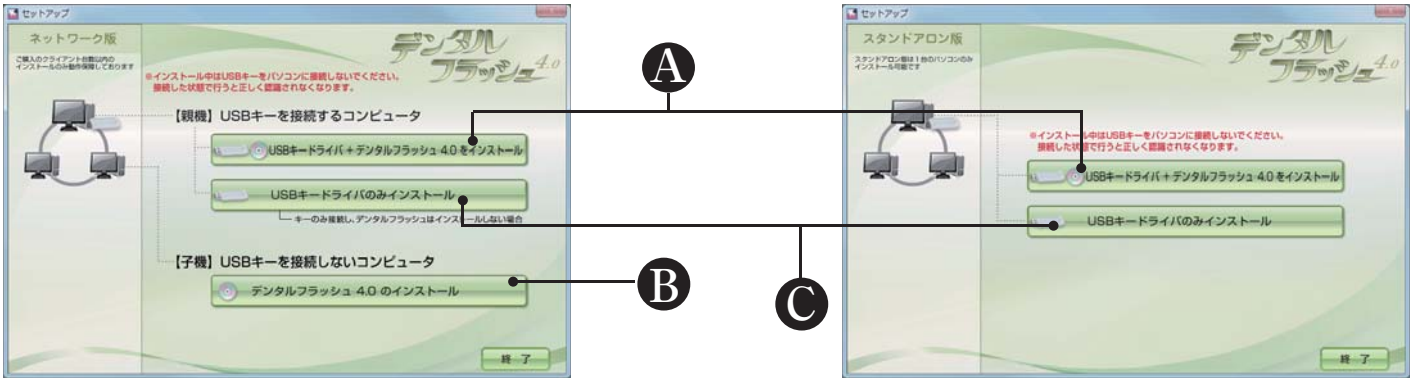 セットアップ
ネットワーク版
ご購入のクライアント台数以内の
インストールのみ動作保障しております
デンタル
フラッシュ4.0
※インストール中はUSBキーをパソコンに接続しないでください。
接続した状態で行うと正しく認識されなくなります。
【親機】USBキーを接続するコンピュータ
USBキードライバ+デンタルフラッシュ 4.0 をインストール
USBキードライバのみインストール
キーのみ接続し、デンタルフラッシュはインストールしない場合
【子機】USBキーを接続しないコンピュータ
デンタルフラッシュ 4.0 のインストール
終 了
A
B
C
セットアップ
スタンドアロン版
スタンドアロン版は1台のパソコンのみ
インストール可能です
デンタル
フラッシュ4.0
※インストール中はUSBキーをパソコンに接続しないでください。
接続した状態で行うと正しく認識されなくなります。
USBキードライバ+デンタルフラッシュ 4.0 をインストール
USBキードライバのみインストール
終 了